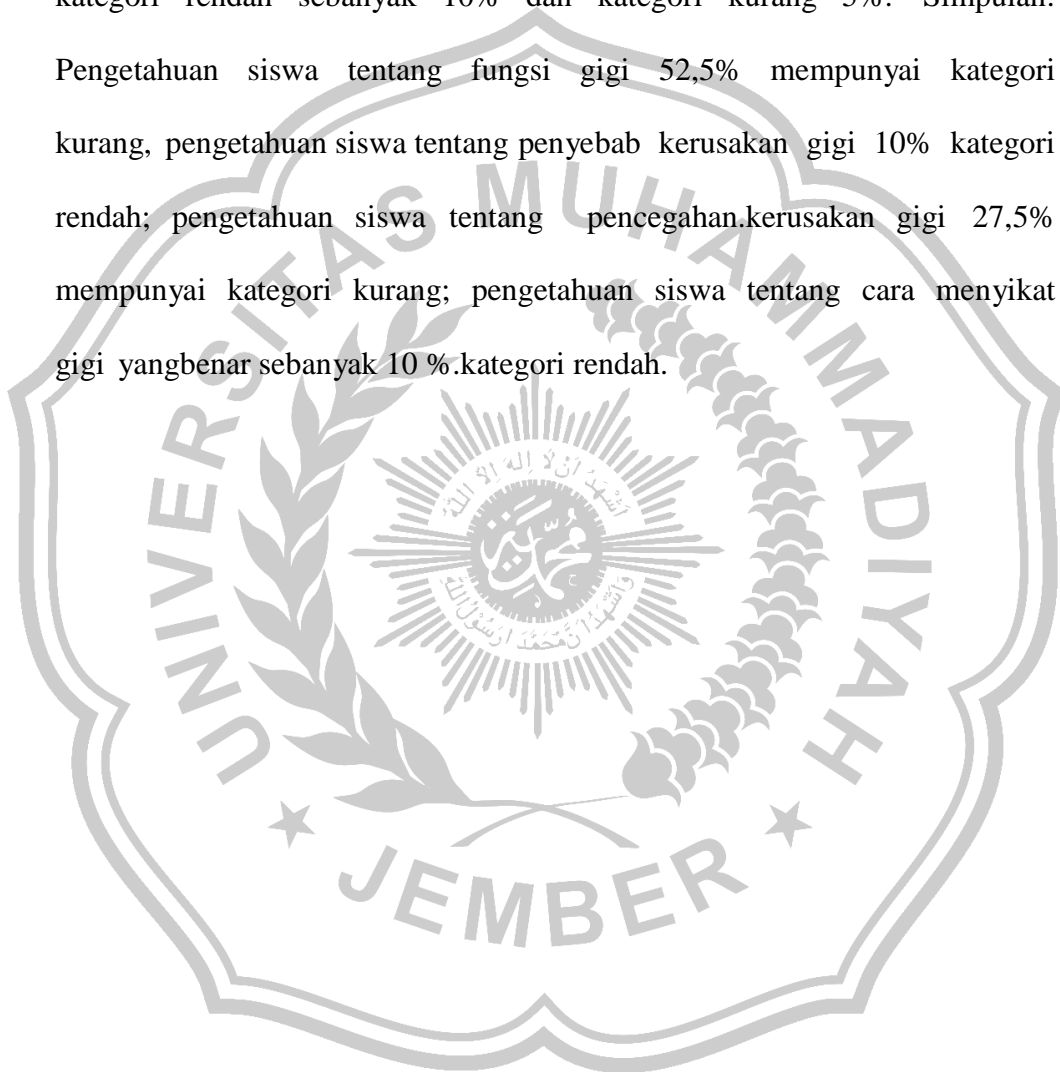 kategori rendah sebanyak 10% dan kategori kurang 5%. Simpulan:
Pengetahuan siswa tentang fungsi gigi 52,5% mempunyai kategori
kurang, pengetahuan siswa tentang penyebab kerusakan gigi 10% kategori
rendah; pengetahuan siswa tentang pencegahan.kerusakan gigi 27,5%
mempunyai kategori kurang; pengetahuan siswa tentang cara menyikat
gigi yangbenar sebanyak 10 %.kategori rendah.
UNIVERSITAS MUHAMMADIYAH
JEMBER